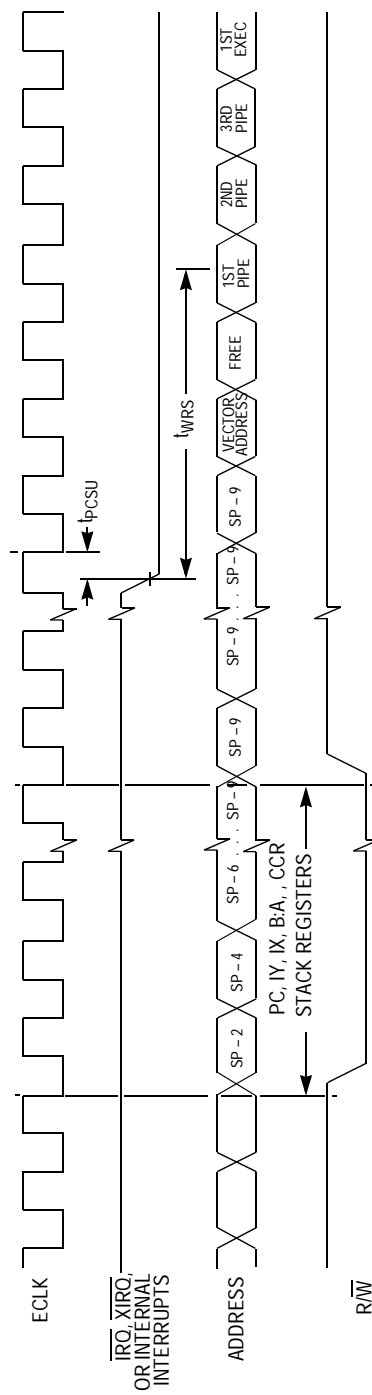 ECLK
tPCSU
IRQ, XIRQ,
OR INTERNAL
INTERRUPTS
tWRS
ADDRESS
SP – 2
SP – 4
SP – 6 . . . SP – 9
SP – 9
SP – 9 . . . SP – 9
SP – 9
VECTOR
ADDRESS
FREE
1ST
PIPE
2ND
PIPE
3RD
PIPE
1ST
EXEC
PC, IY, IX, B:A, , CCR
STACK REGISTERS
R/W